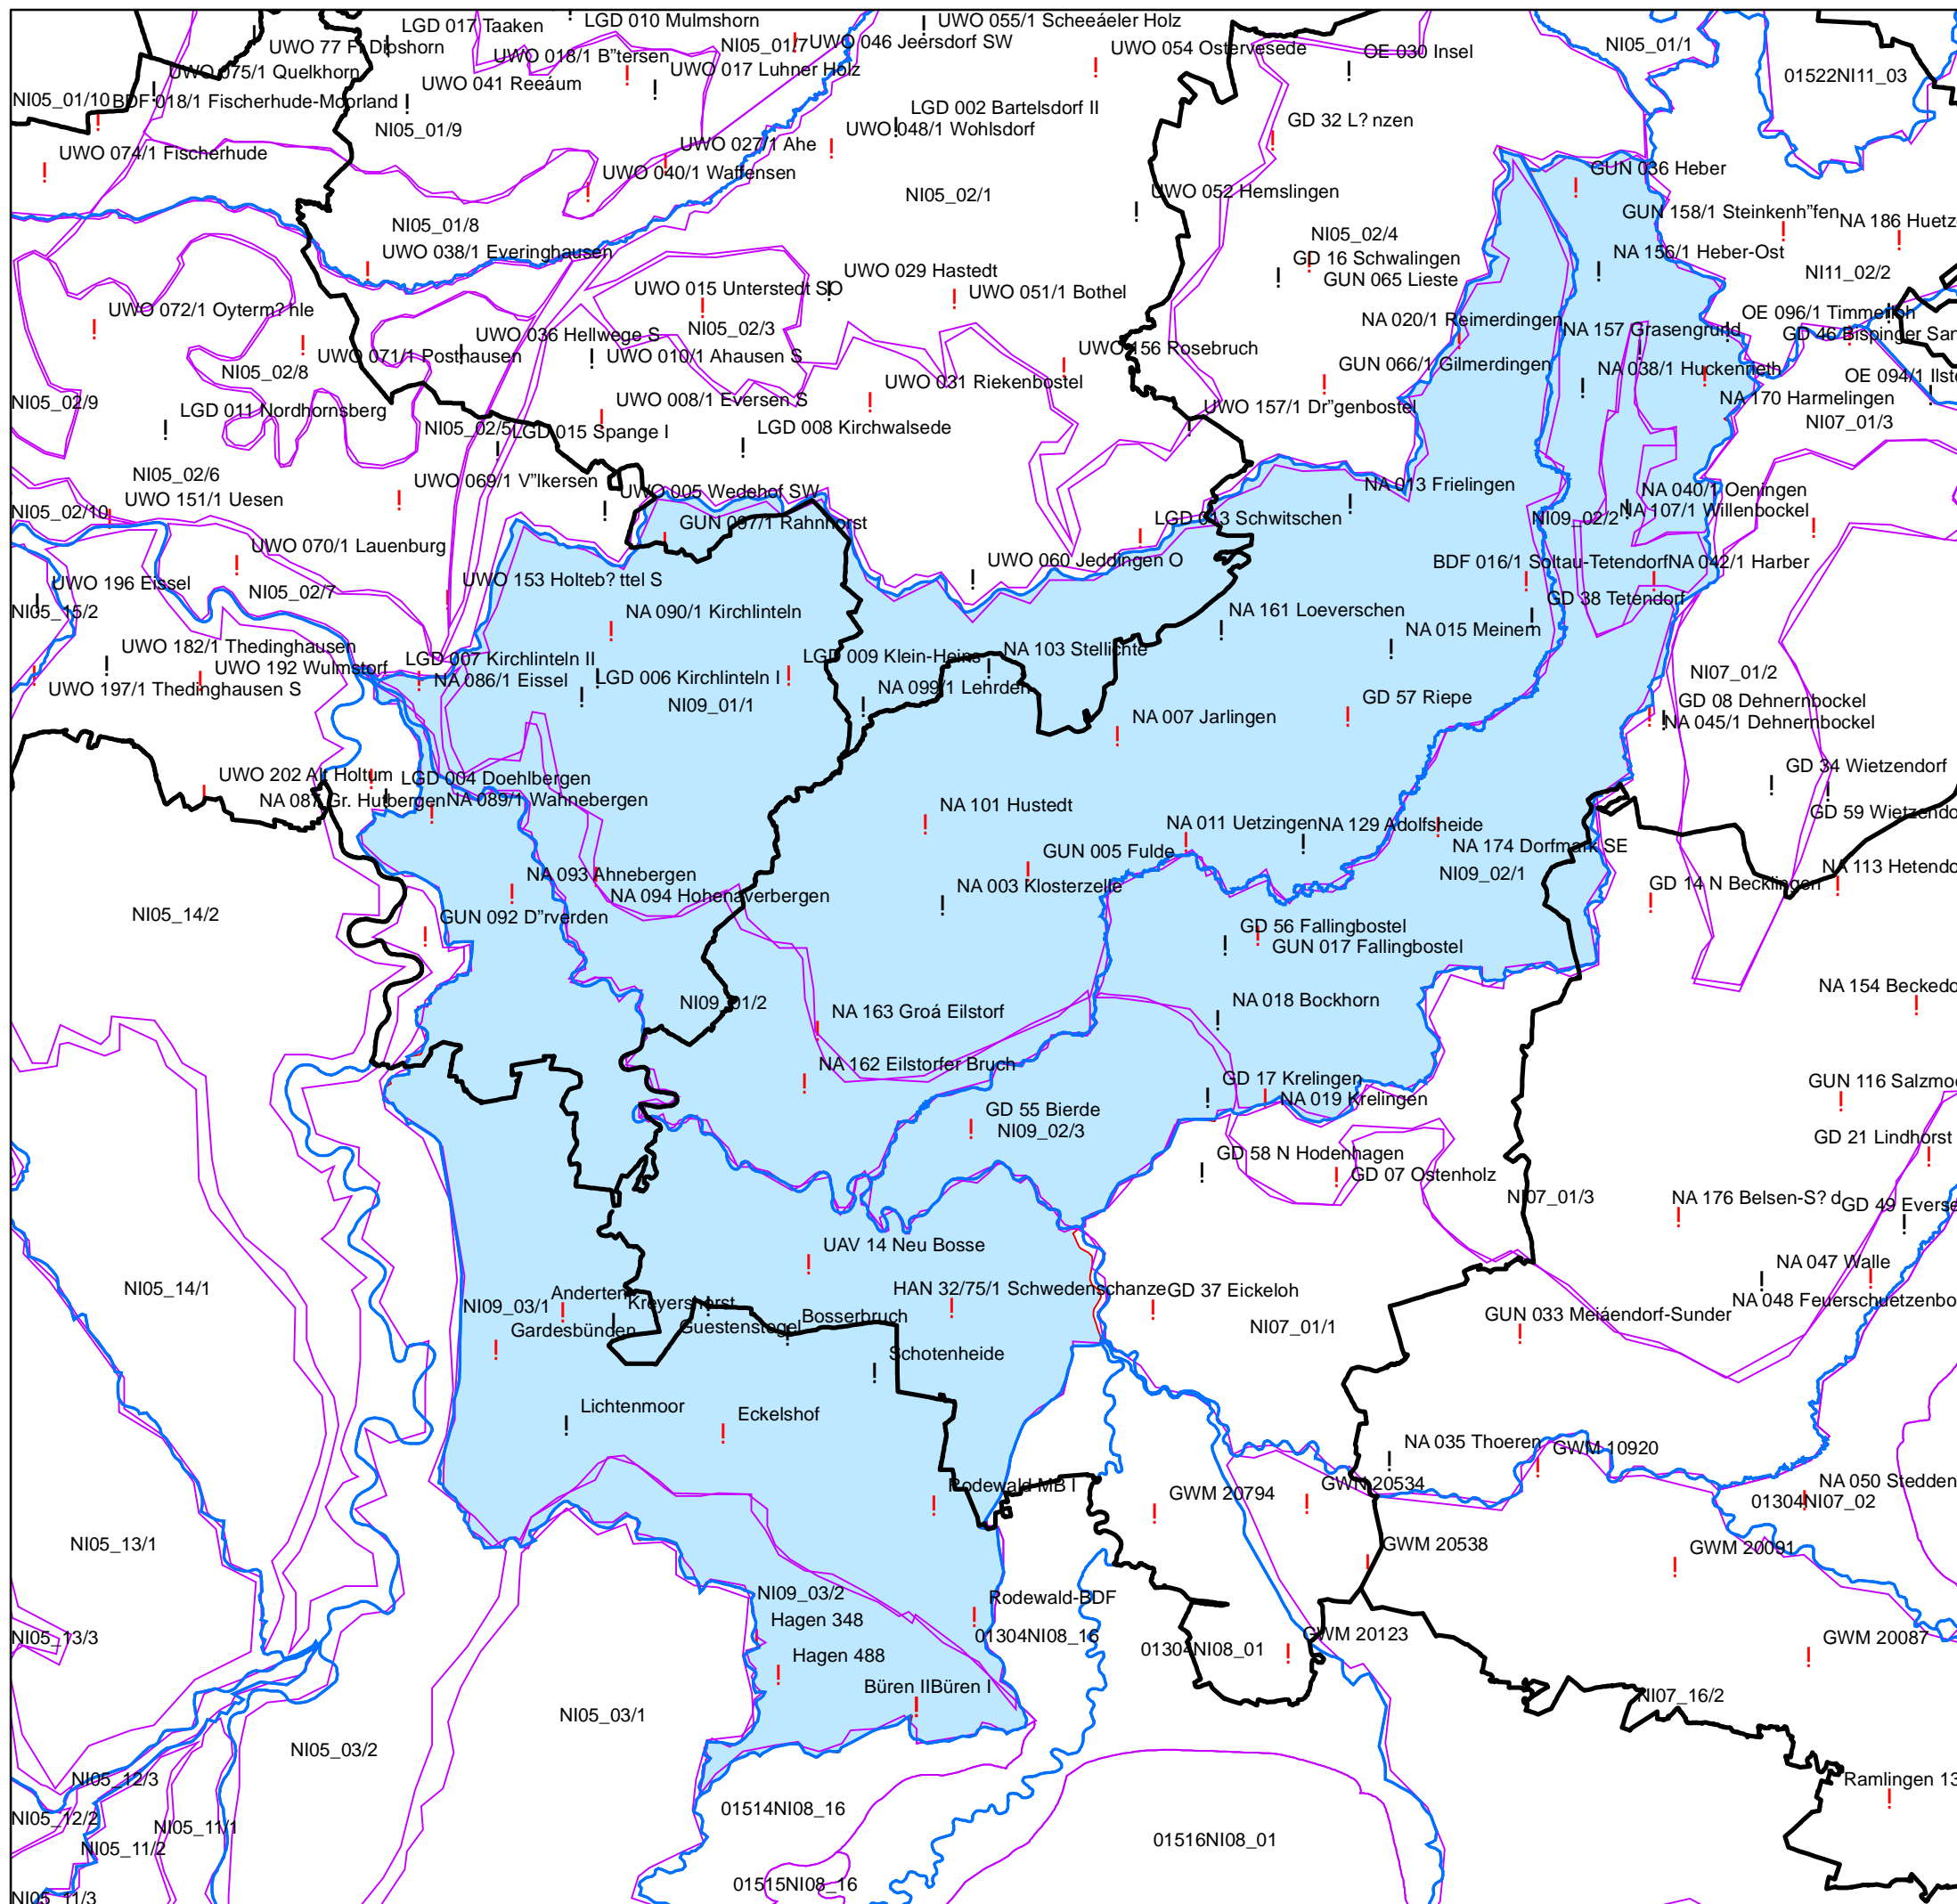 LGD 017 Taaken
LGD 010 Mulmshorn
UWO 055/1 Scheeáeler Holz
UWO 77 F. Dipshorn
UWO 018/1 B"tersen
NI05_01/7
UWO 046 Jeersdorf SW
UWO 054 Ostervesede
OE 030 Insel
NI05_01/1
UWO 075/1 Quelkhorn
UWO 041 Reeáum
UWO 017 Luhner Holz
01522NI11_03
NI05_01/10
BDF 018/1 Fischerhude-Moorland
LGD 002 Bartelsdorf II
GD 32 L?nzen
NI05_01/9
UWO 048/1 Wohlsdorf
UWO 074/1 Fischerhude
UWO 027/1 Ahe
UWO 040/1 Waffensen
GUN 036 Heber
UWO 052 Hemslingen
NI05_02/1
NI05_01/8
GUN 158/1 Steinkenh"fen
NA 186 Huetz
UWO 038/1 Everinghausen
NI05_02/4
NA 156/1 Heber-Ost
GD 16 Schwalingen
UWO 029 Hastedt
GUN 065 Lieste
NI11_02/2
UWO 015 Unterstedt SO
UWO 051/1 Bothel
UWO 072/1 Oyterm?hle
OE 096/1 Timmerloh
NA 020/1 Reimerdingen
NA 157 Grasengrund
GD 46 Bispinger San
NI05_02/3
UWO 036 Hellwege S
UWO 071/1 Posthausen
UWO 010/1 Ahausen S
UWO 156 Rosebruch
GUN 066/1 Gilmerdingen
NA 038/1 Huckenrieth
NI05_02/8
UWO 031 Riekenbostel
OE 094/1 Ilste
NI05_02/9
UWO 008/1 Eversen S
UWO 157/1 Dr"genbostel
NA 170 Harmelingen
LGD 011 Nordhornsberg
NI07_01/3
NI05_02/5
LGD 015 Spange I
LGD 008 Kirchwalsede
NI05_02/6
UWO 069/1 V"lkersen
NA 013 Frielingen
UWO 151/1 Uesen
UWO 005 Wedehof SW
NA 040/1 Oeningen
NI05_02/10
GUN 097/1 Rahnhorst
LGD 013 Schwitschen
NI09_02/2
NA 107/1 Willenbockel
UWO 070/1 Lauenburg
UWO 060 Jeddingen O
BDF 016/1 Soltau-Tetendorf
NA 042/1 Harber
UWO 196 Eissel
NI05_02/7
UWO 153 Holteb?ttel S
GD 38 Tetendorf
NI05_15/2
NA 090/1 Kirchlinteln
NA 161 Loeverschen
NA 015 Meinern
UWO 182/1 Thedinghausen
NA 103 Stellichte
UWO 192 Wulmstorf
LGD 007 Kirchlinteln II
LGD 009 Klein-Heins
NI07_01/2
UWO 197/1 Thedinghausen S
NA 086/1 Eissel
LGD 006 Kirchlinteln I
NA 099/1 Lehrden
GD 57 Riepe
GD 08 Dehnernbockel
NI09_01/1
NA 007 Jarlingen
NA 045/1 Dehnernbockel
UWO 202 Alt Holtum
LGD 004 Doehlbergen
GD 34 Wietzendorf
NA 087 Gr. Hutbergen
NA 089/1 Wahnebergen
NA 101 Hustedt
GD 59 Wietzendo
NA 011 Uetzingen
NA 129 Adolfsheide
GUN 005 Fulde
NA 174 Dorfmark SE
NA 093 Ahnebergen
NI09_02/1
NA 113 Hetendo
NA 094 Hohenaverbergen
NA 003 Klosterzelle
GD 14 N Becklingen
NI05_14/2
GUN 092 D"rverden
GD 56 Fallingbostel
GUN 017 Fallingbostel
NI09_01/2
NA 018 Bockhorn
NA 154 Beckedo
NA 163 Groá Eilstorf
NA 162 Eilstorfer Bruch
GD 17 Krelingen
GUN 116 Salzmo
NA 019 Krelingen
GD 55 Bierde
NI09_02/3
GD 21 Lindhorst
GD 58 N Hodenhagen
GD 07 Ostenholz
NI07_01/3
NA 176 Belsen-S?d
GD 49 Everse
UAV 14 Neu Bosse
NA 047 Walle
NI05_14/1
Anderten
HAN 32/75/1 Schwedenschanze
GD 37 Eickeloh
NI09_03/1
Kreyershorst
NA 048 Feuerschuetzenbo
Gardesbünden
Guestenstegel
Bosserbruch
NI07_01/1
GUN 033 Meiáendorf-Sunder
Schotenheide
Lichtenmoor
Eckelshof
NA 035 Thoeren
GWM 10920
Rodewald MBT
GWM 20794
GWN 20534
NA 050 Stedden
01304NI07_02
NI05_13/1
GWM 20538
GWM 20091
NI09_03/2
Rodewald-BDF
Hagen 348
NI05_13/3
01304NI08_16
01304NI08_01
GWM 20123
GWM 20087
Hagen 488
Büren II
Büren I
NI07_16/2
NI05_03/1
NI05_03/2
NI05_12/3
Ramlingen 13
01514NI08_16
NI05_12/2
NI05_11/1
01516NI08_01
NI05_11/2
01515NI08_16
NI05_11/3